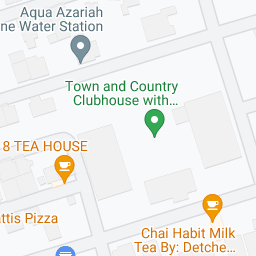 Aqua Azariah
ne Water Station
Town and Country
Clubhouse with...
8 TEA HOUSE
ttis Pizza
Chai Habit Milk
Tea By: Detche...